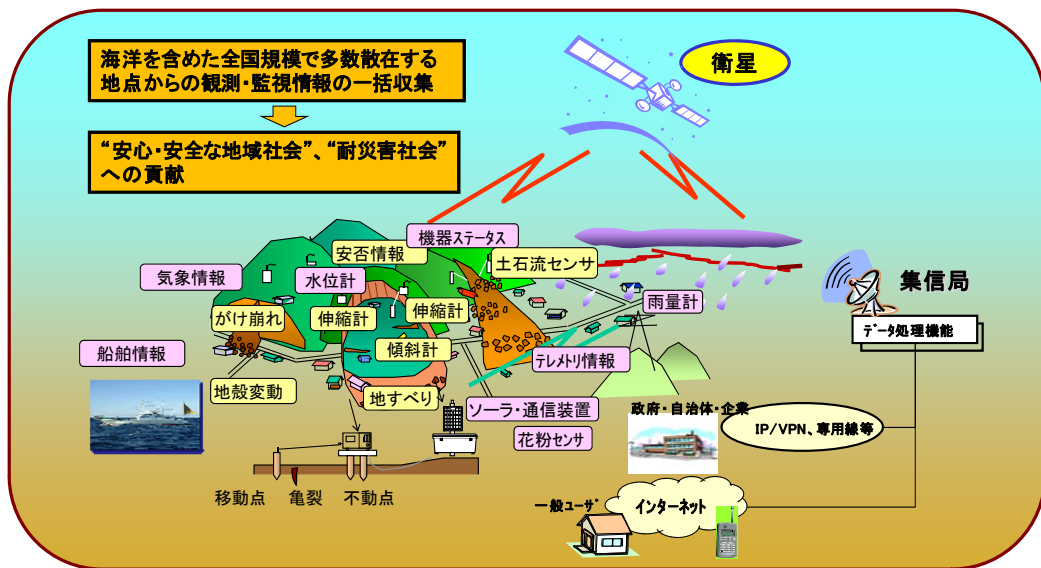 海洋を含めた全国規模で多数散在する
地点からの観測・監視情報の一括収集
“安心・安全な地域社会”、“耐災害社会”
への貢献
衛星
機器ステータス
安否情報
土石流センサ
気象情報
水位計
雨量計
集信局
がけ崩れ
伸縮計
伸縮計
ﾃﾞｰﾀ処理機能
船舶情報
傾斜計
ﾃﾚﾒﾄﾘ情報
地殻変動
地すべり
ソーラ・通信装置
政府・自治体・企業
花粉ｾﾝｻ
IP/VPN、専用線等
移動点
亀裂
不動点
一般ﾕｰｻﾞ
インターネット